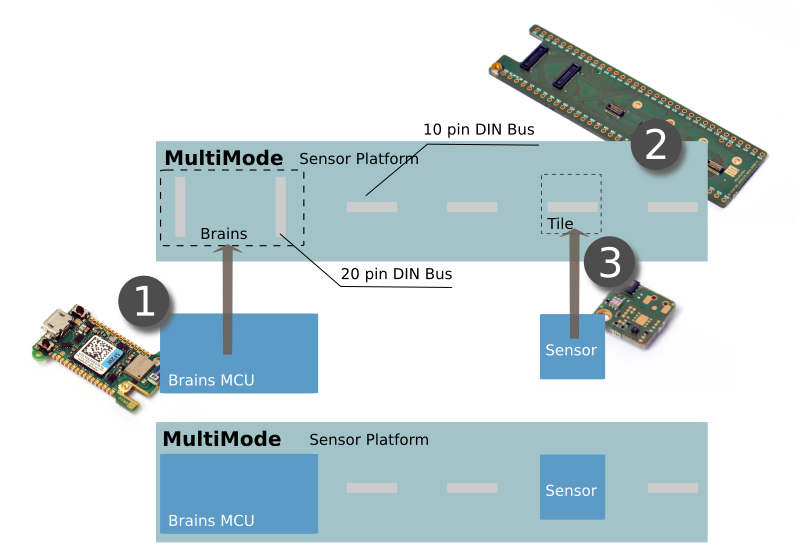 10 pin DIN Bus
2
MultiMode Sensor Platform
Tile
Brains
3
20 pin DIN Bus
1
Sensor
Brains MCU
MultiMode Sensor Platform
Sensor
Brains MCU